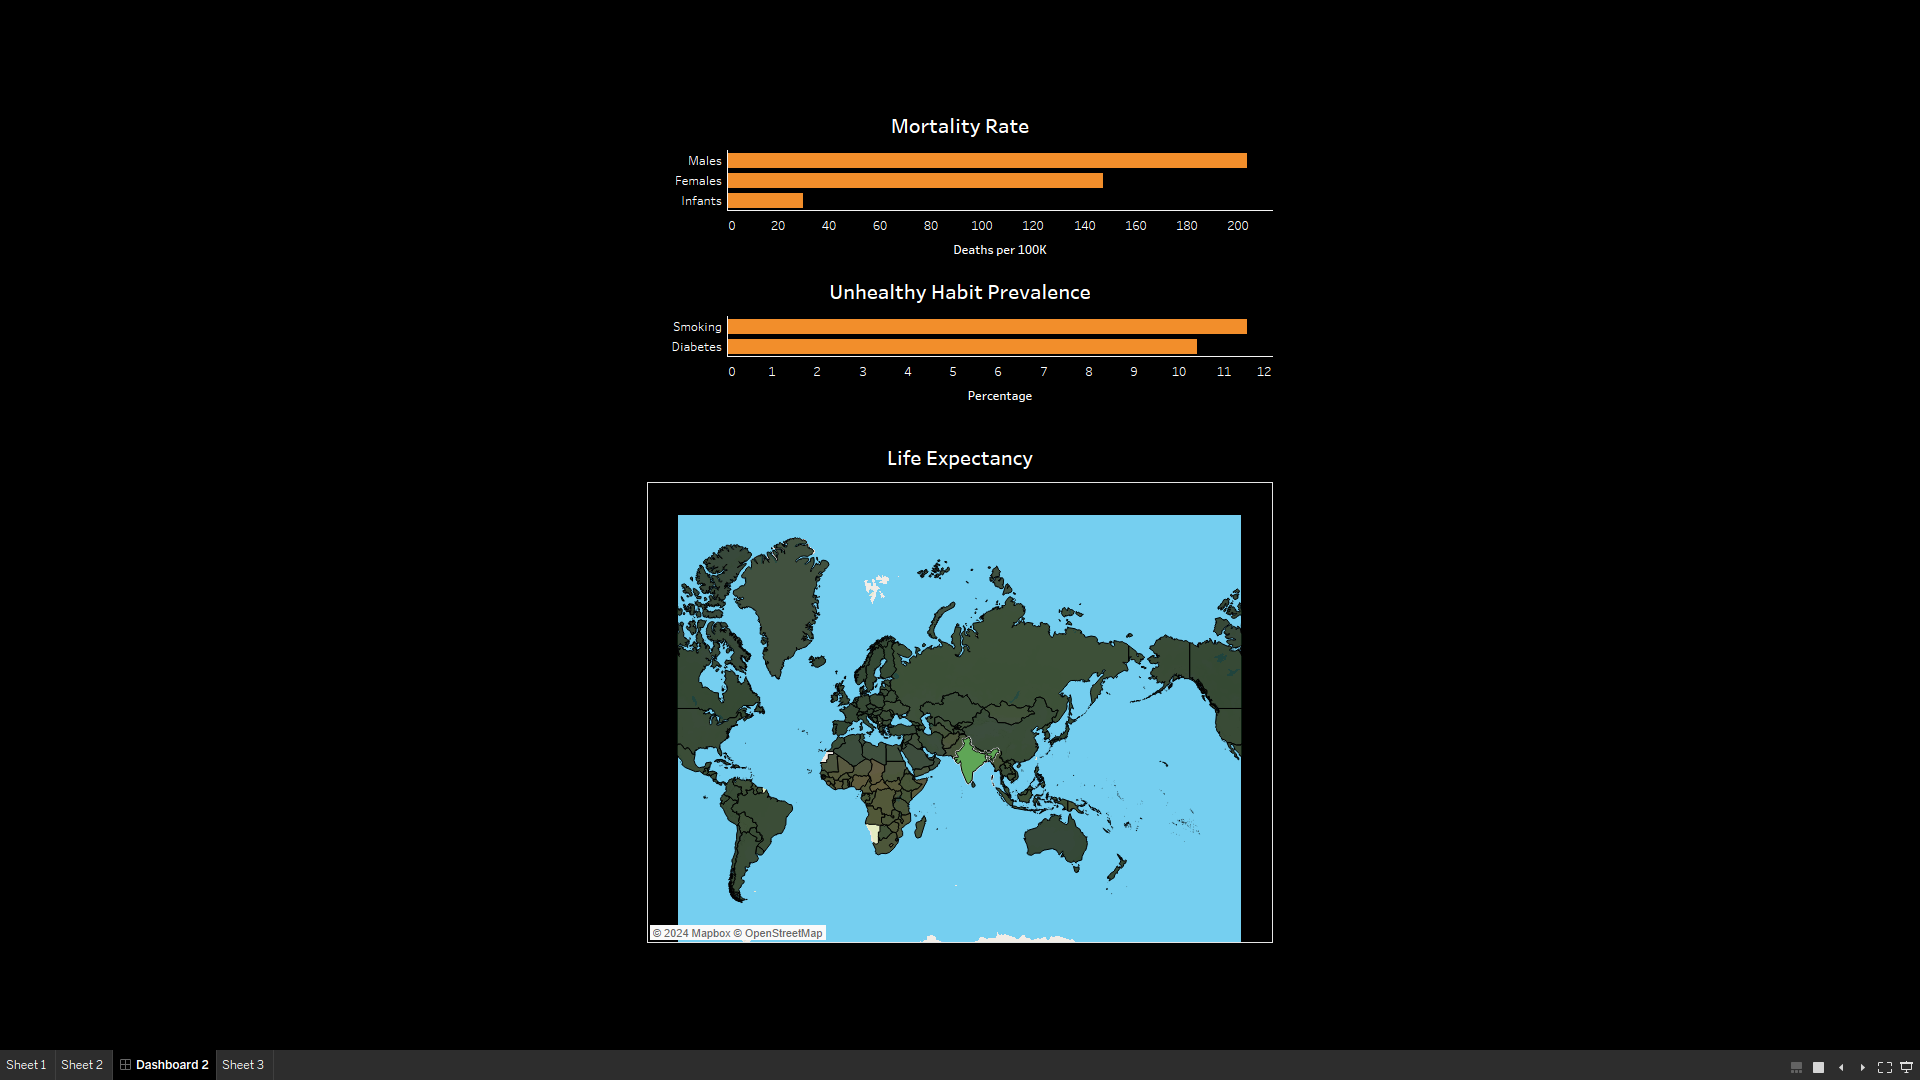 Mortality Rate
Males
Females
Infants
0 20 40 60 80 100 120 140 160 180 200
Deaths per 100K
Unhealthy Habit Prevalence
Smoking
Diabetes
0 1 2 3 4 5 6 7 8 9 10 11 12
Percentage
Life Expectancy
© 2024 Mapbox © OpenStreetMap
Sheet 1 Sheet 2 Dashboard 2 Sheet 3